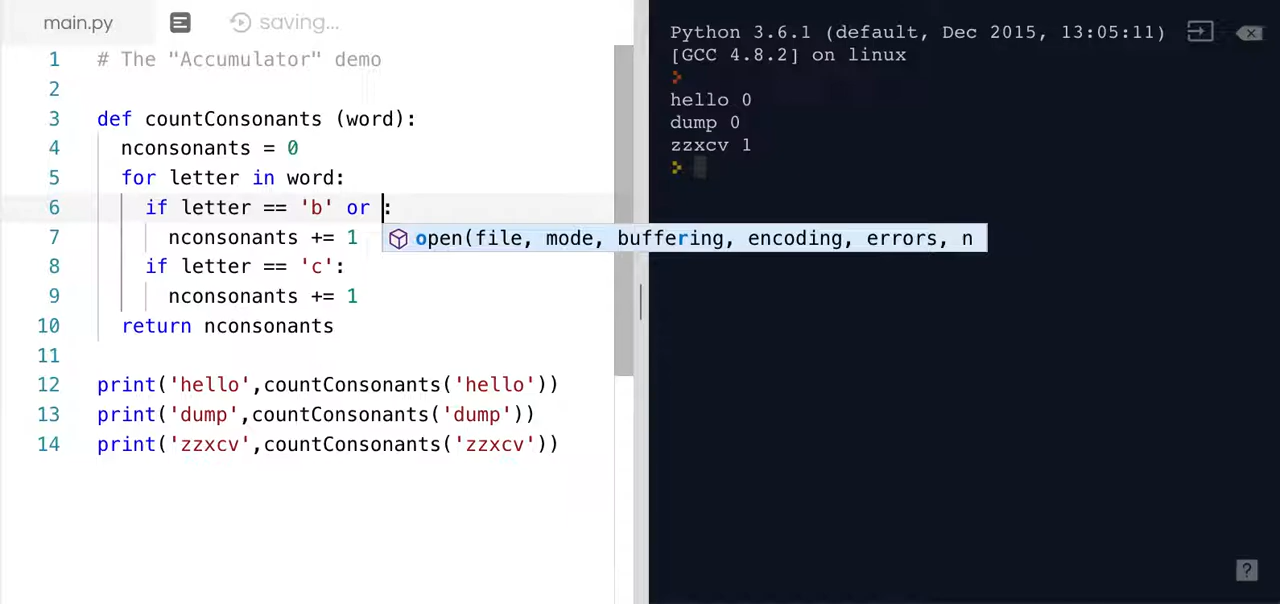 main.py saving...
1 # The "Accumulator" demo
2
3 def countConsonants (word):
4 nconsonants = 0
5 for letter in word:
6 if letter == 'b' or :
7 nconsonants += 1
open(file, mode, buffering, encoding, errors, n
8 if letter == 'c':
9 nconsonants += 1
10 return nconsonants
11
12 print('hello',countConsonants('hello'))
13 print('dump',countConsonants('dump'))
14 print('zzxcv',countConsonants('zzxcv'))
Python 3.6.1 (default, Dec 2015, 13:05:11)
[GCC 4.8.2] on linux
hello 0
dump 0
zzxcv 1
?